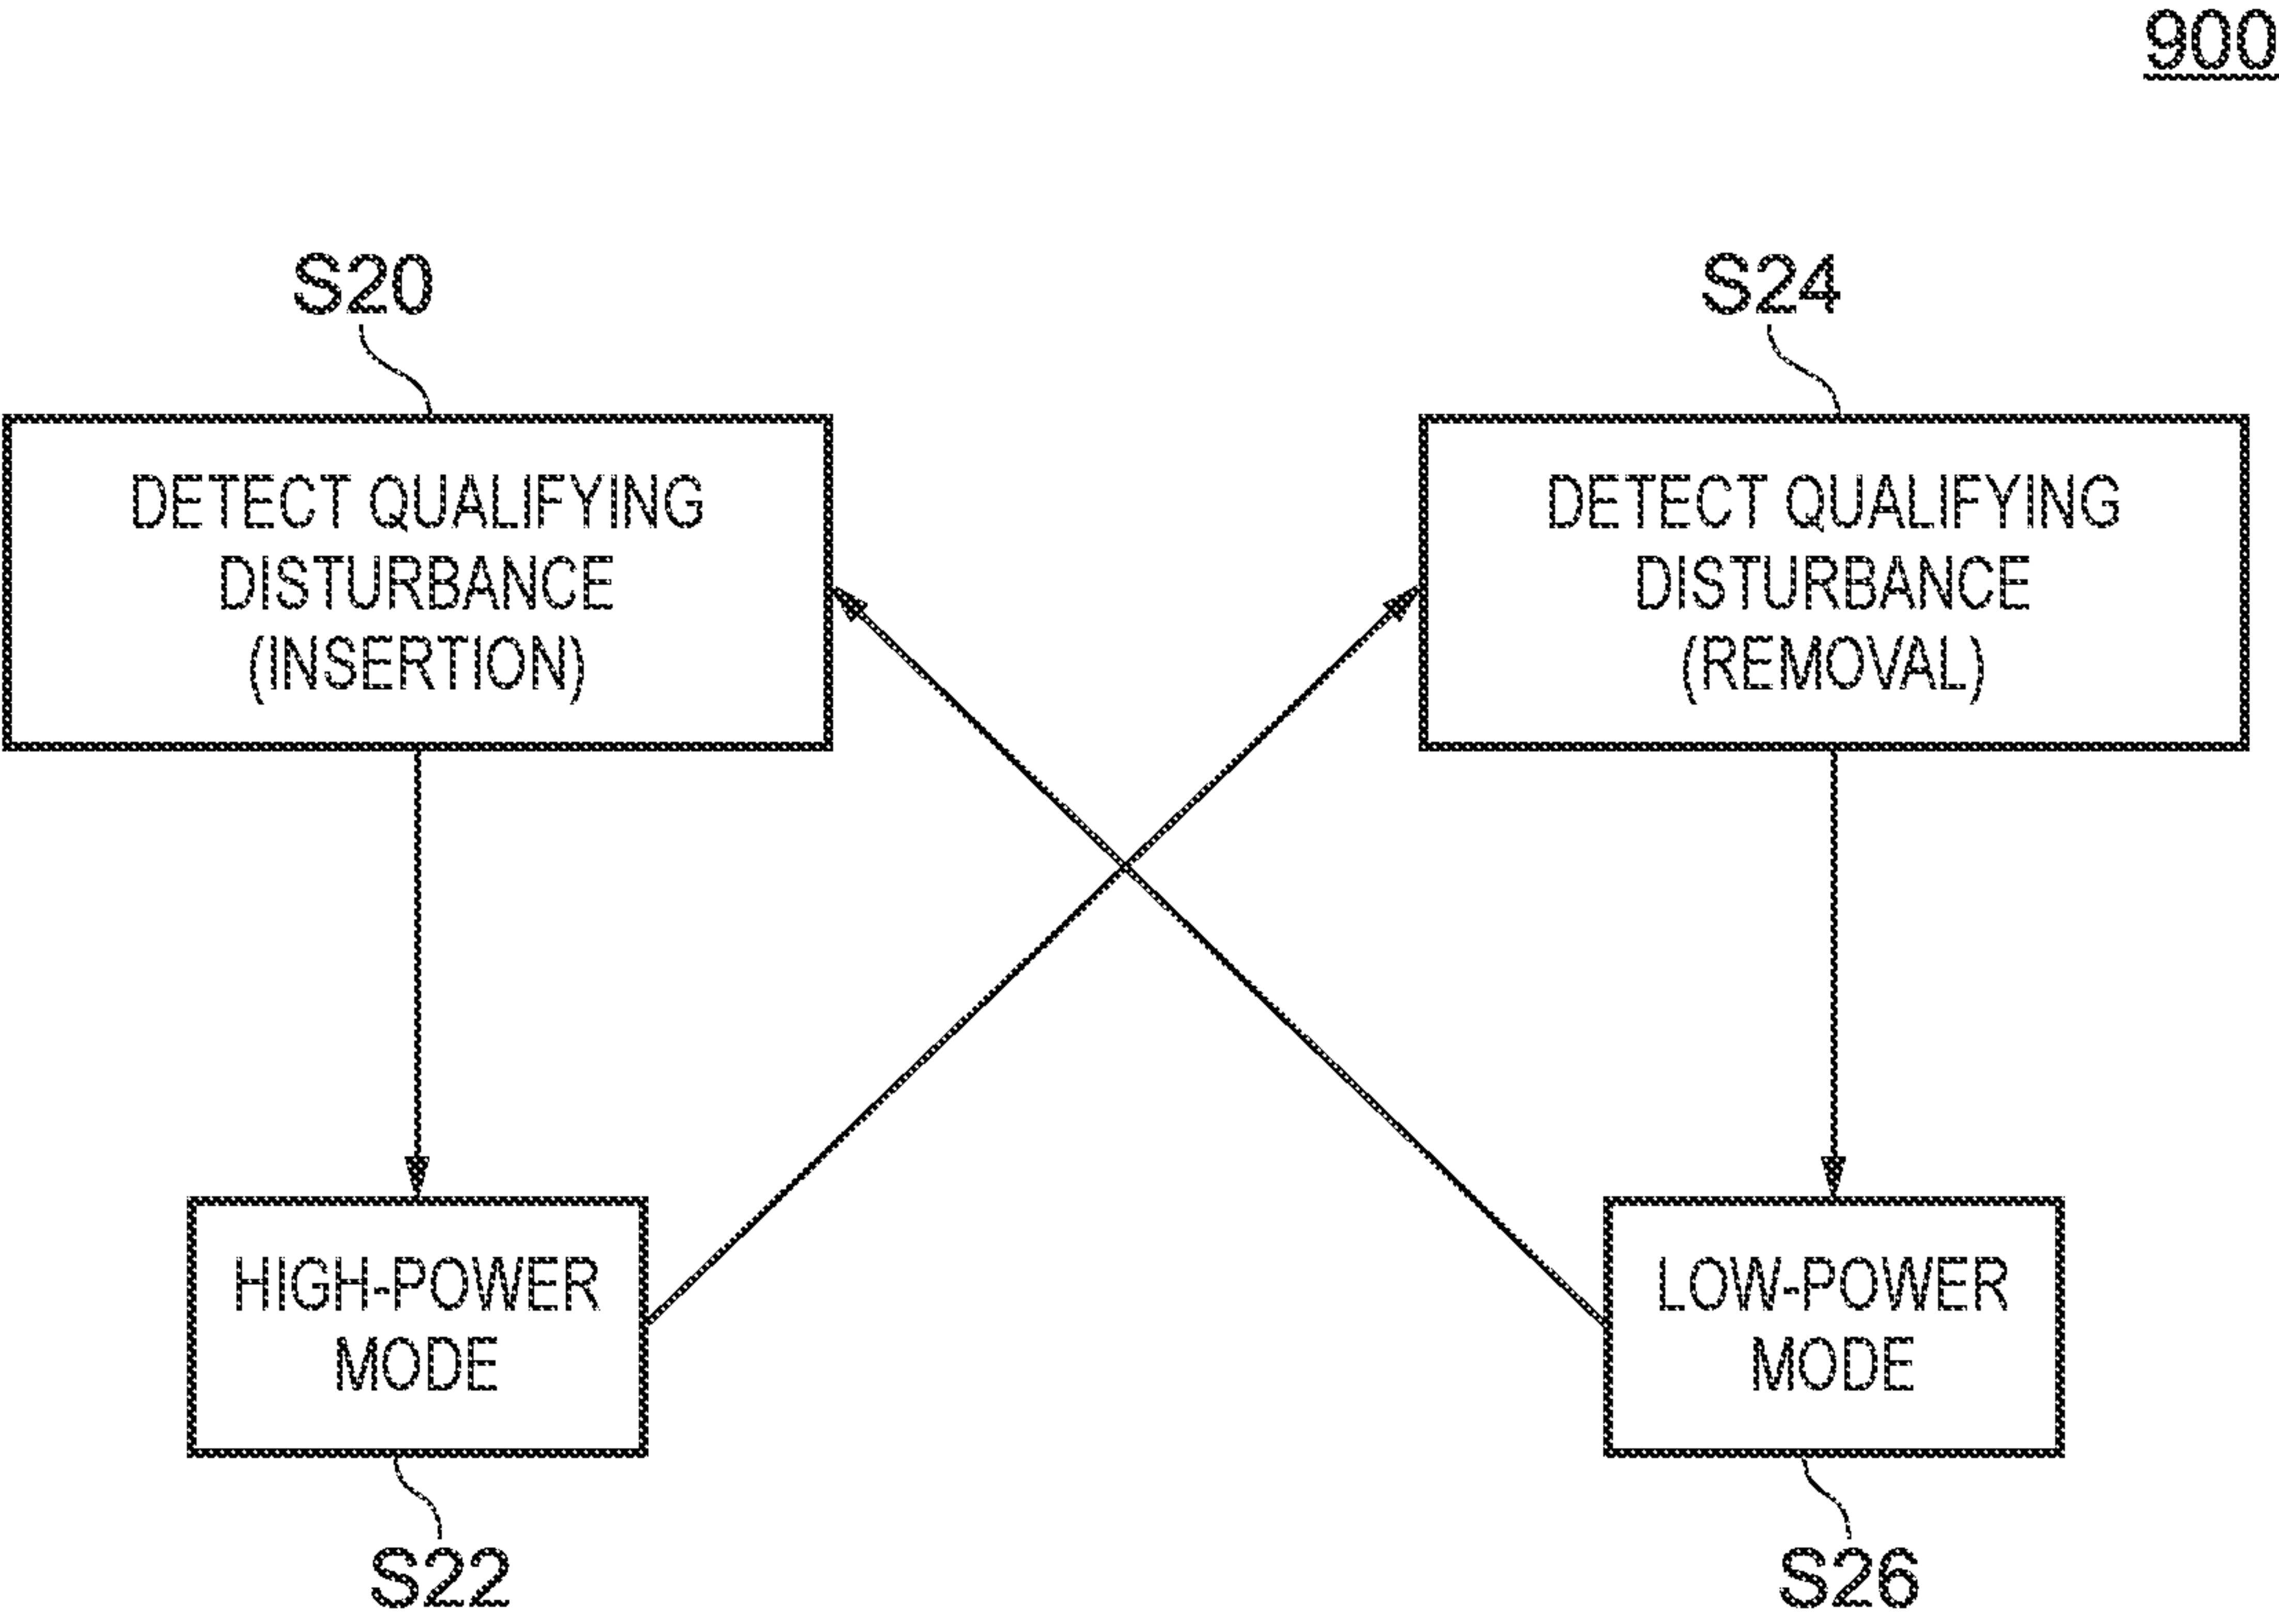 900
S20
S24
DETECT QUALIFYING
DISTURBANCE
(INSERTION)
DETECT QUALIFYING
DISTURBANCE
(REMOVAL)
HIGH-POWER
MODE
LOW-POWER
MODE
S22
S26